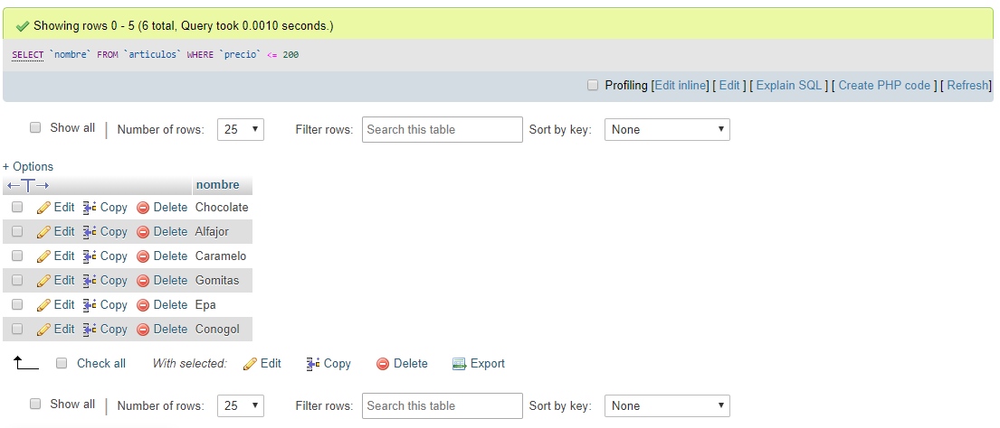 Showing rows 0 - 5 (6 total, Query took 0.0010 seconds.)
SELECT `nombre` FROM `articulos` WHERE `precio` <= 200
Profiling [Edit inline] [ Edit ] [ Explain SQL ] [ Create PHP code ] [ Refresh]
Show all | Number of rows: 25 Filter rows: Search this table Sort by key: None
+ Options
←T→ nombre
Edit Copy Delete Chocolate
Edit Copy Delete Alfajor
Edit Copy Delete Caramelo
Edit Copy Delete Gomitas
Edit Copy Delete Epa
Edit Copy Delete Conogol
Check all With selected: Edit Copy Delete Export
Show all | Number of rows: 25 Filter rows: Search this table Sort by key: None